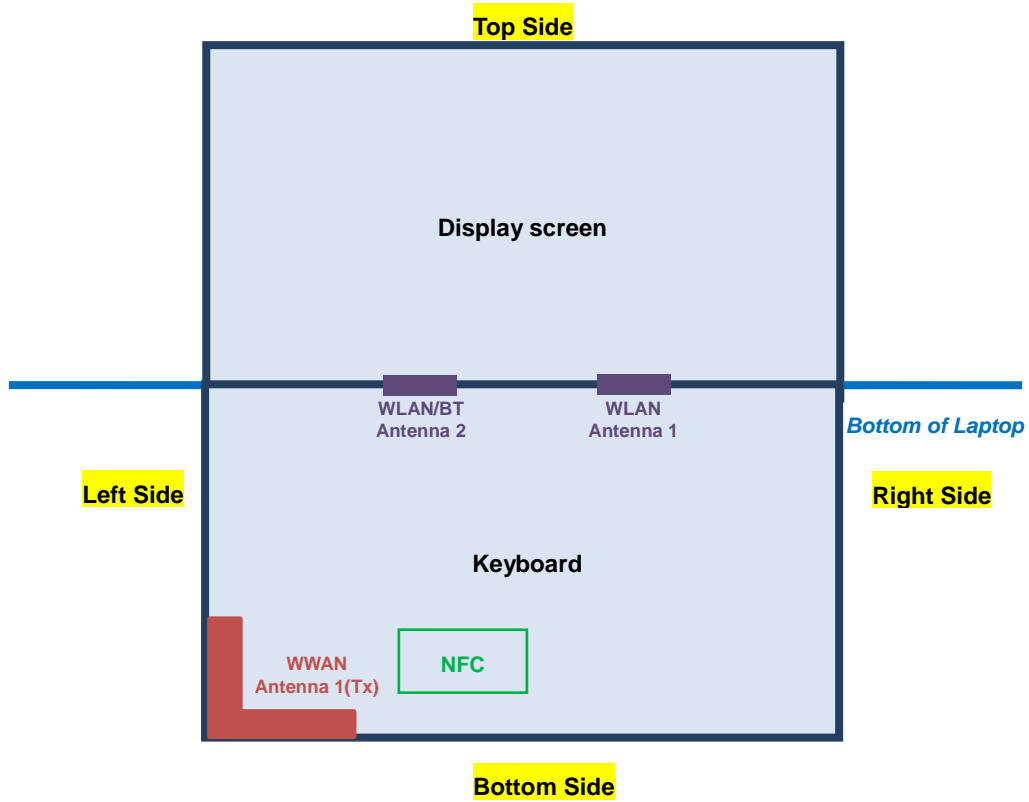 Top Side
Display screen
WLAN/BT
Antenna 2
WLAN
Antenna 1
Bottom of Laptop
Left Side
Right Side
Keyboard
WWAN
Antenna 1(Tx)
NFC
Bottom Side